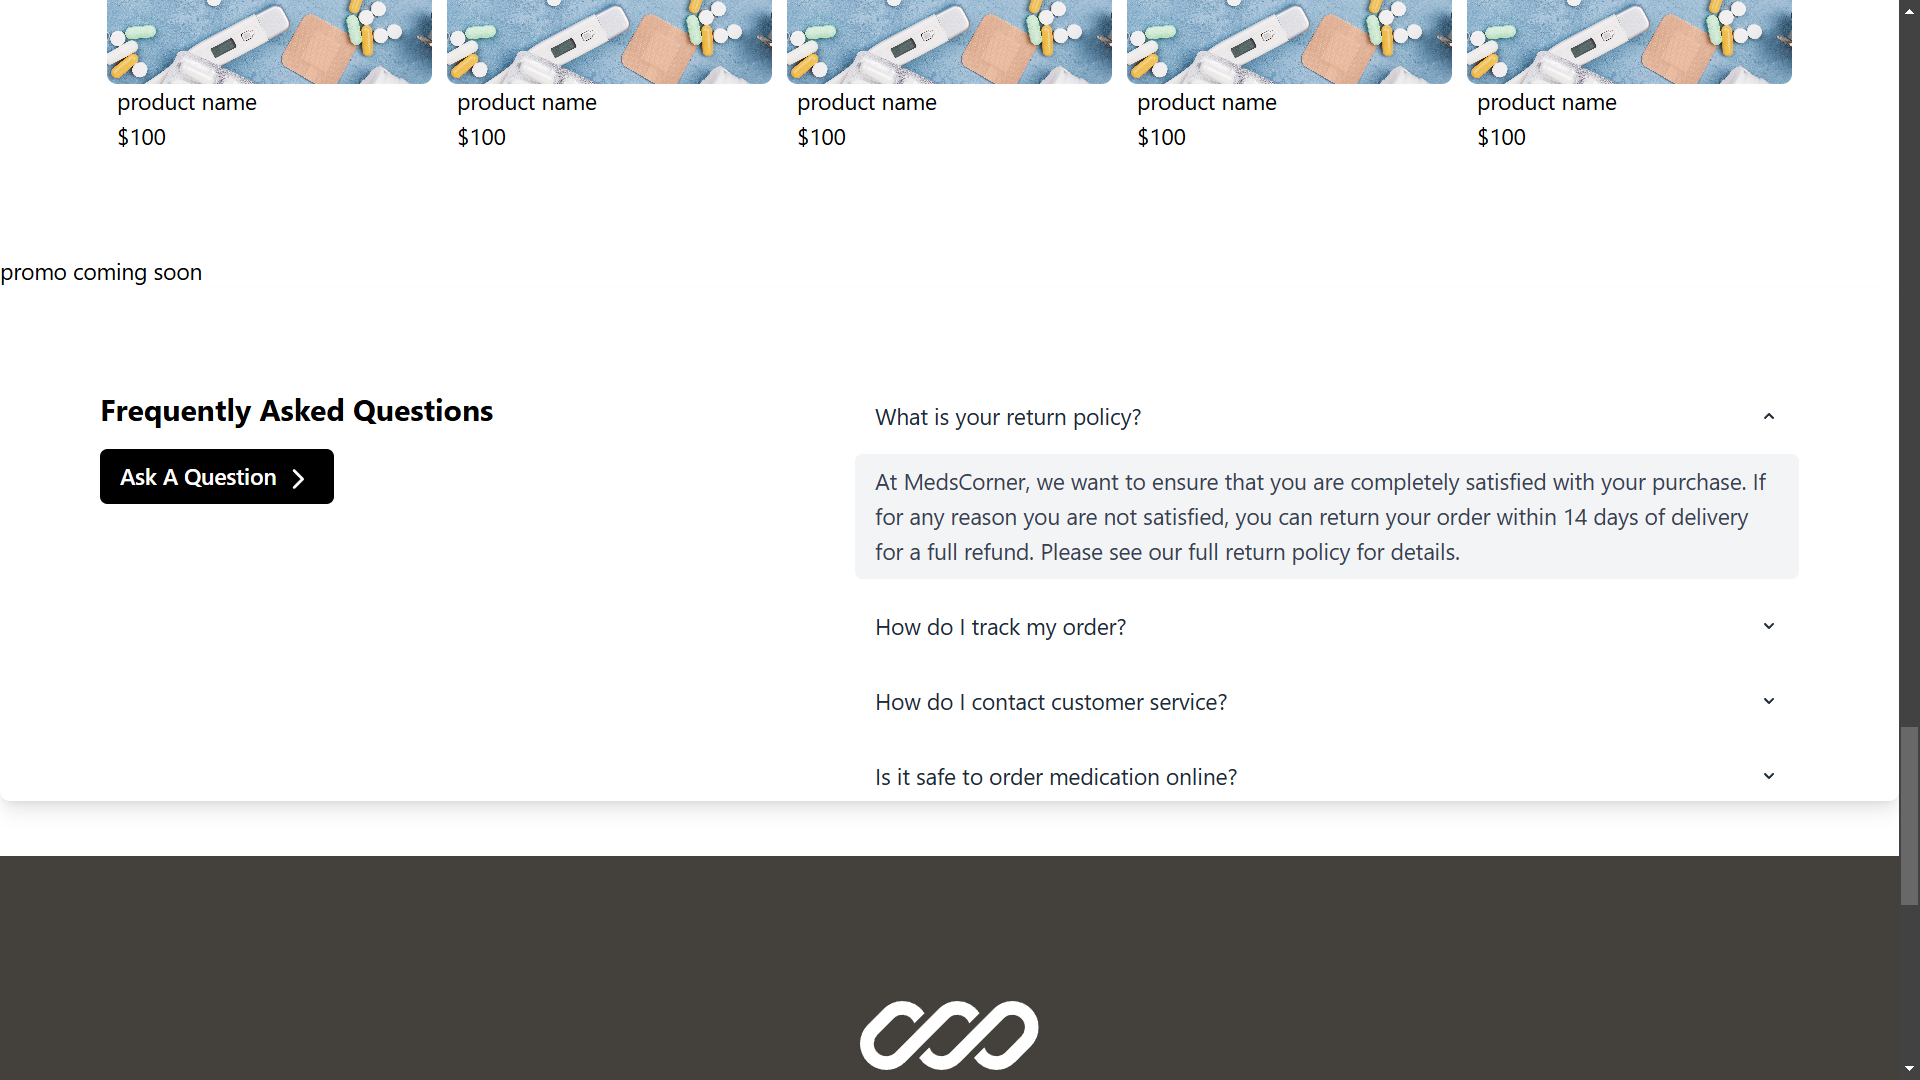 product name
$100
product name
$100
product name
$100
product name
$100
product name
$100
promo coming soon
Frequently Asked Questions
Ask A Question
What is your return policy?
At MedsCorner, we want to ensure that you are completely satisfied with your purchase. If
for any reason you are not satisfied, you can return your order within 14 days of delivery
for a full refund. Please see our full return policy for details.
How do I track my order?
How do I contact customer service?
Is it safe to order medication online?